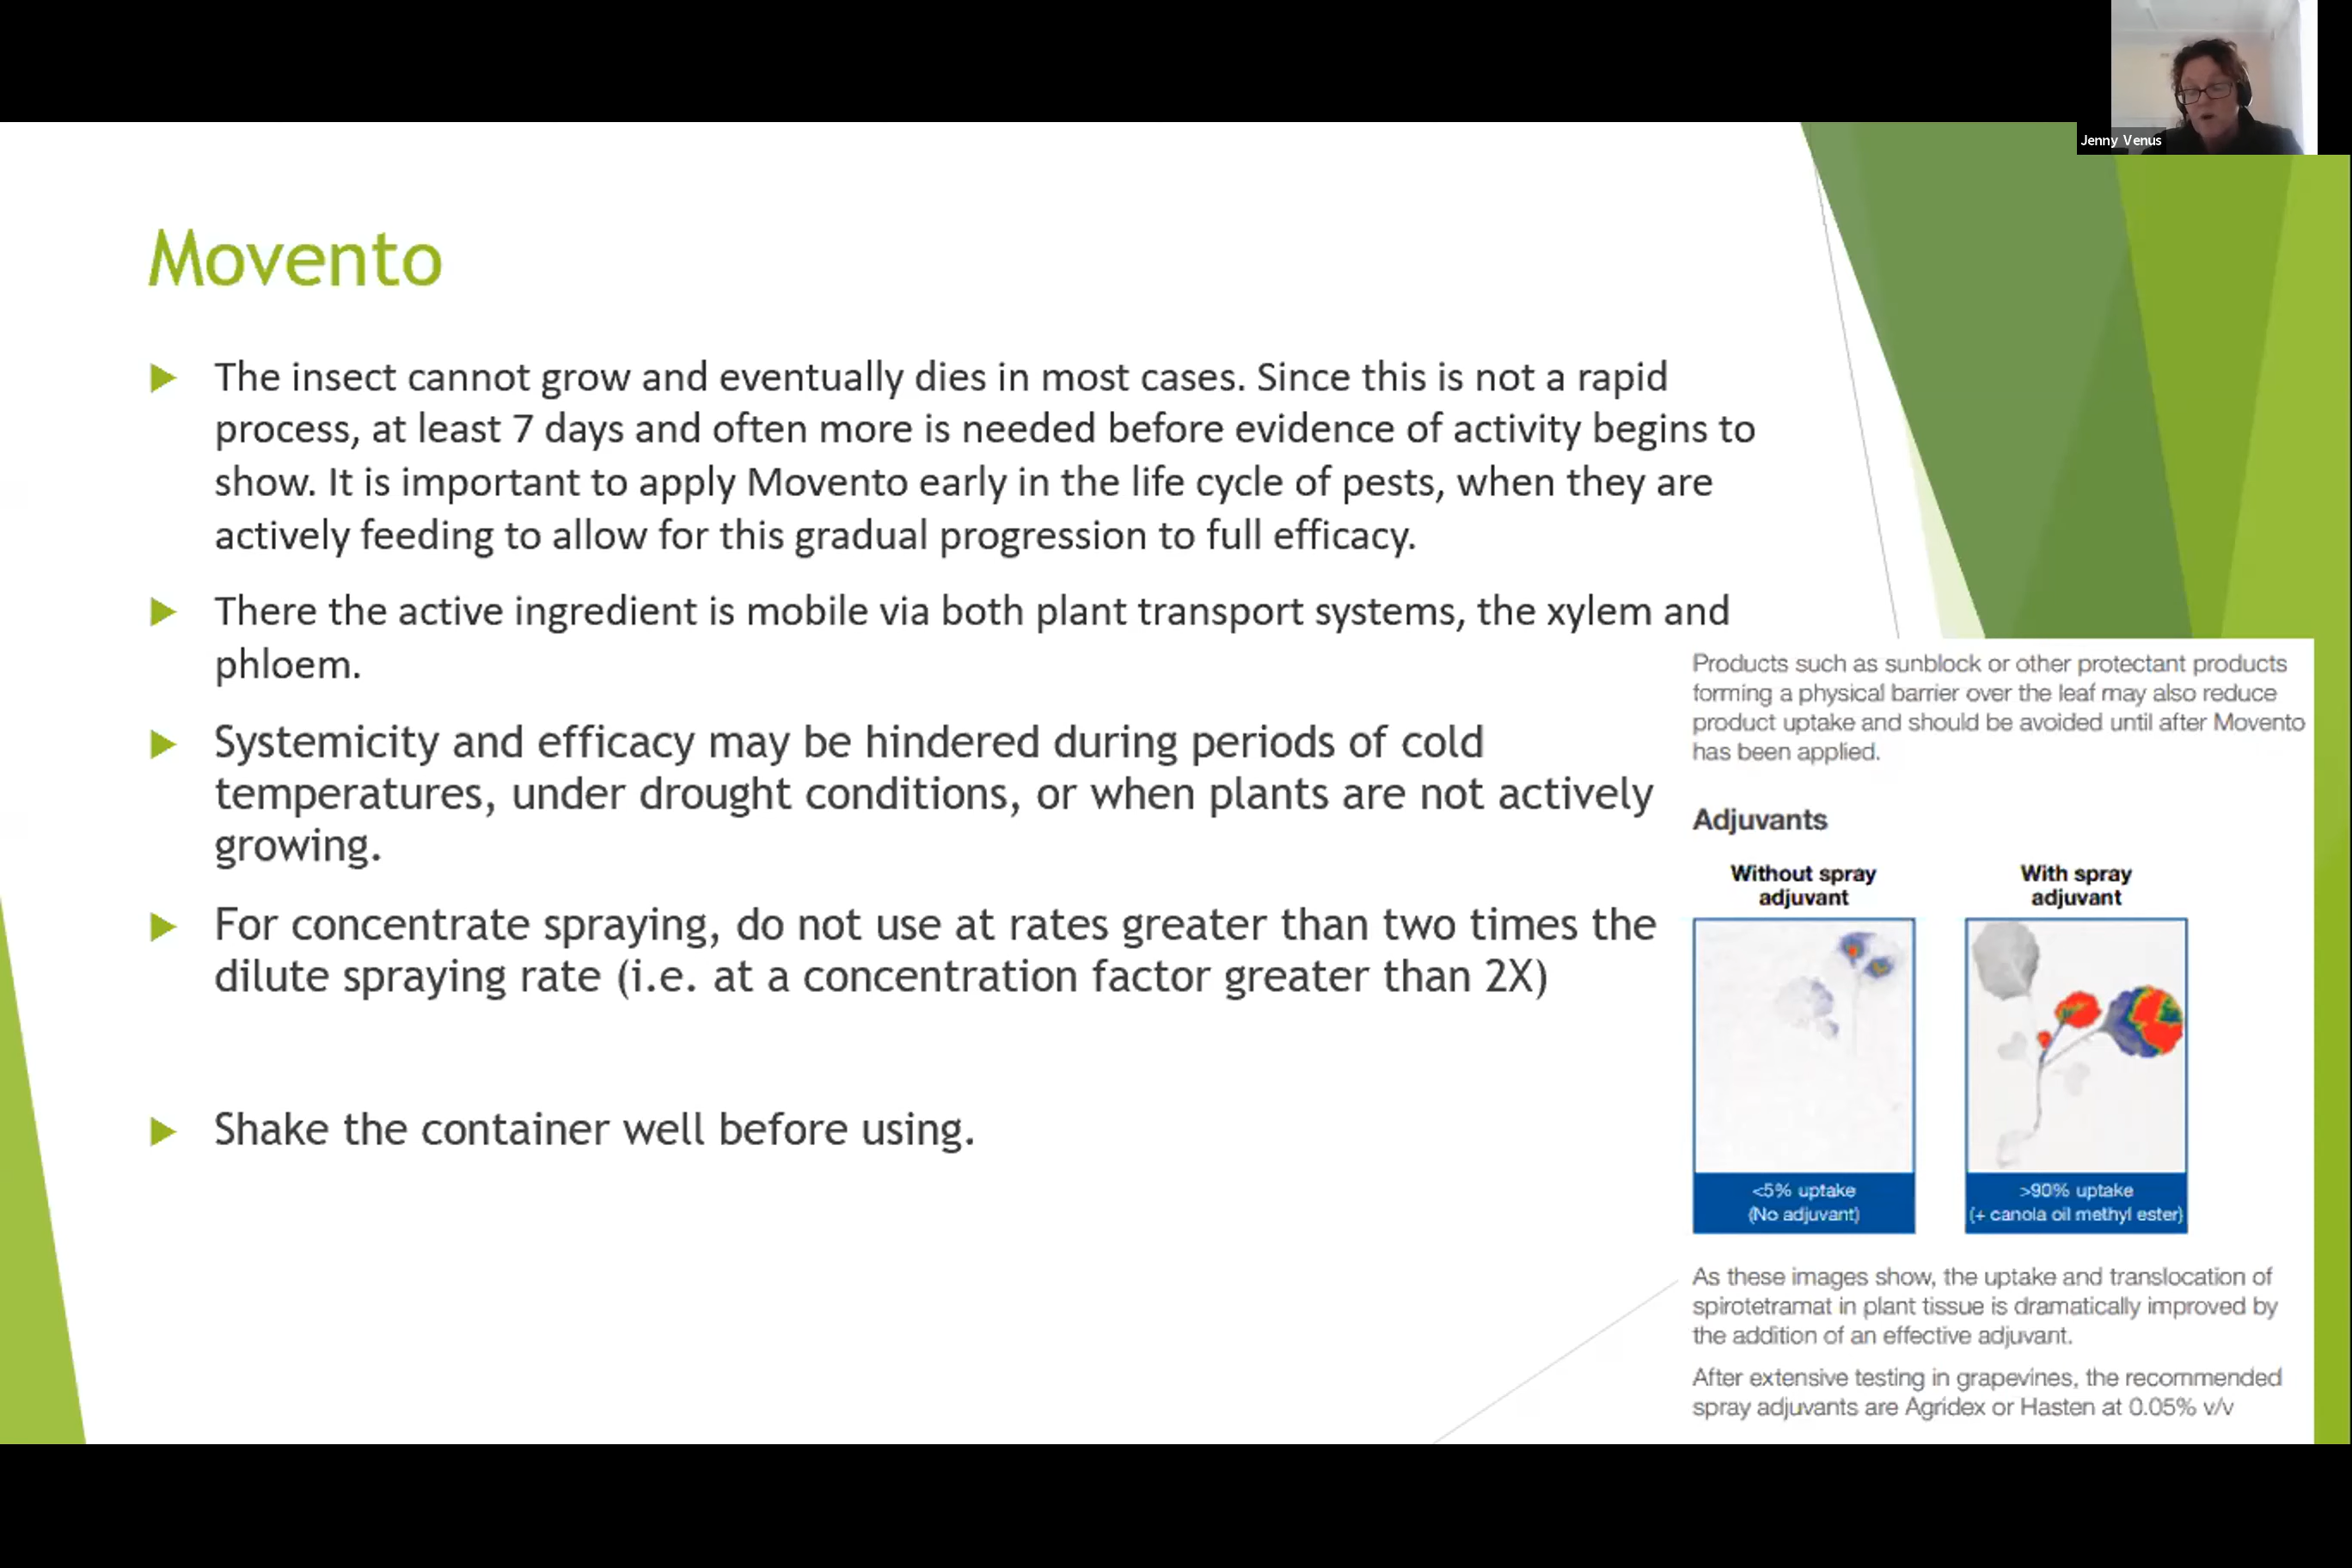 Jenny Venus
Movento
The insect cannot grow and eventually dies in most cases. Since this is not a rapid
process, at least 7 days and often more is needed before evidence of activity begins to
show. It is important to apply Movento early in the life cycle of pests, when they are
actively feeding to allow for this gradual progression to full efficacy.
There the active ingredient is mobile via both plant transport systems, the xylem and
phloem.
Systemicity and efficacy may be hindered during periods of cold
temperatures, under drought conditions, or when plants are not actively
growing.
For concentrate spraying, do not use at rates greater than two times the
dilute spraying rate (i.e. at a concentration factor greater than 2X)
Shake the container well before using.
Products such as sunblock or other protectant products
forming a physical barrier over the leaf may also reduce
product uptake and should be avoided until after Movento
has been applied.
Adjuvants
Without spray
adjuvant
With spray
adjuvant
<5% uptake
(No adjuvant)
>90% uptake
(+ canola oil methyl ester)
As these images show, the uptake and translocation of
spirotetramat in plant tissue is dramatically improved by
the addition of an effective adjuvant.
After extensive testing in grapevines, the recommended
spray adjuvants are Agridex or Hasten at 0.05% v/v